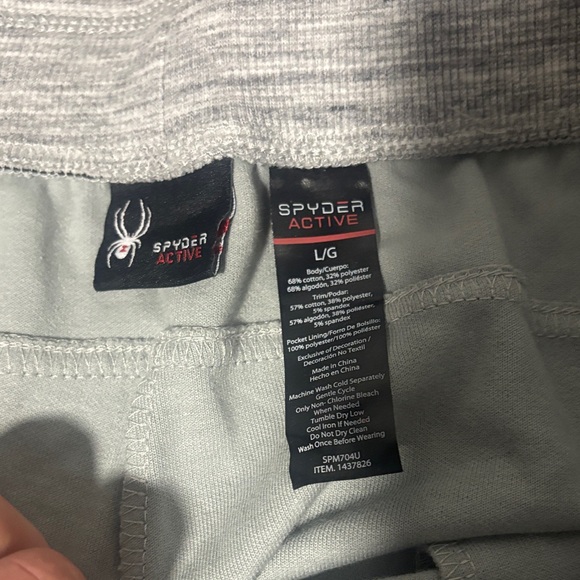 SPYDER
ACTIVE
SPYDER
ACTIVE
L/G
Body/Cuerpo:
68% cotton, 32% polyester
68% algodón, 32% poliéster
Trim/Podar:
57% cotton, 38% polyester,
5% spandex
57% algodón, 38% poliéster,
5% spandex
Pocket Lining/Forro De Bolsillo:
100% polyester/100% poliéster
Exclusive of Decoration /
Decoración No Textil
Made in China
Hecho en China
Machine Wash Cold Separately
Gentle Cycle
Only Non- Chlorine Bleach
When Needed
Tumble Dry Low
Cool Iron If Needed
Do Not Dry Clean
Wash Once Before Wearing
SPM704U
ITEM. 1437826